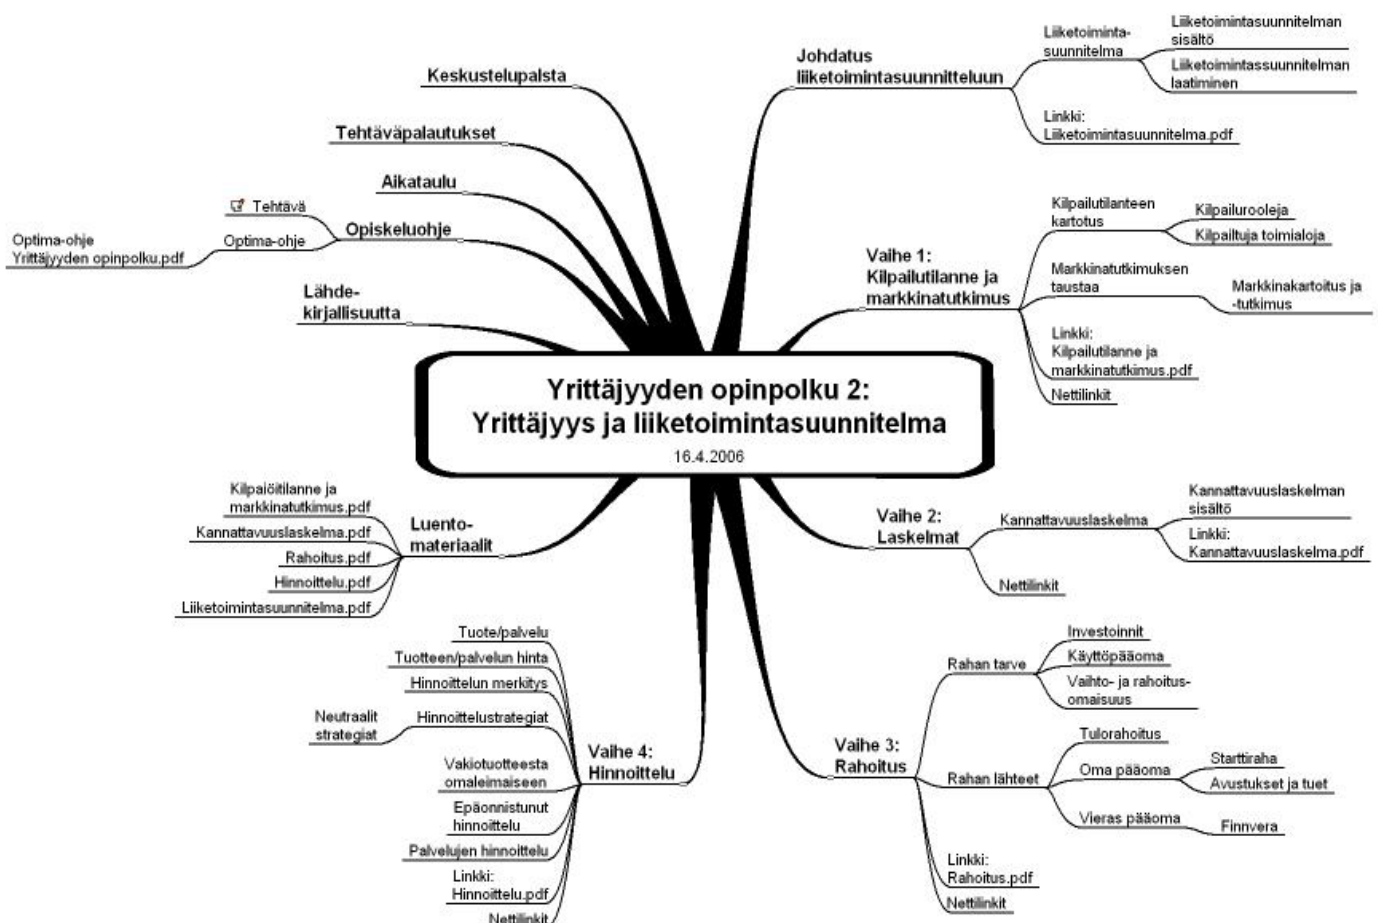 Yrittäjyyden opinpolku 2:
Yrittäjyys ja liiketoimintasuunnitelma
16.4.2006
Johdatus
liiketoimintasuunnitteluun
Liiketoiminta-
suunnitelma
Liiketoimintasuunnitelman
sisältö
Liiketoimintassuunnitelman
laatiminen
Linkki:
Liiketoimintasuunnitelma.pdf
Vaihe 1:
Kilpailutilanne ja
markkinatutkimus
Kilpailutilanteen
kartotus
Kilpailurooleja
Kilpailtuja toimialoja
Markkinatutkimuksen
taustaa
Markkinakartoitus ja
-tutkimus
Linkki:
Kilpailutilanne ja
markkinatutkimus.pdf
Nettilinkit
Vaihe 2:
Laskelmat
Kannattavuuslaskelma
Kannattavuuslaskelman
sisältö
Linkki:
Kannattavuuslaskelma.pdf
Nettilinkit
Vaihe 3:
Rahoitus
Rahan tarve
Investoinnit
Käyttöpääoma
Vaihto- ja rahoitus-
omaisuus
Rahan lähteet
Tulorahoitus
Oma pääoma
Starttiraha
Avustukset ja tuet
Vieras pääoma
Finnvera
Linkki:
Rahoitus.pdf
Nettilinkit
Vaihe 4:
Hinnoittelu
Tuote/palvelu
Tuotteen/palvelun hinta
Hinnoittelun merkitys
Hinnoittelustrategiat
Neutraalit
strategiat
Vakiotuotteesta
omaleimaiseen
Epäonnistunut
hinnoittelu
Palvelujen hinnoittelu
Linkki:
Hinnoittelu.pdf
Nettilinkit
Luento-
materiaalit
Kilpaiöitilanne ja
markkinatutkimus.pdf
Kannattavuuslaskelma.pdf
Rahoitus.pdf
Hinnoittelu.pdf
Liiketoimintasuunnitelma.pdf
Lähde-
kirjallisuutta
Opiskeluohje
Tehtävä
Optima-ohje
Optima-ohje
Yrittäjyyden opinpolku.pdf
Aikataulu
Tehtäväpalautukset
Keskustelupalsta